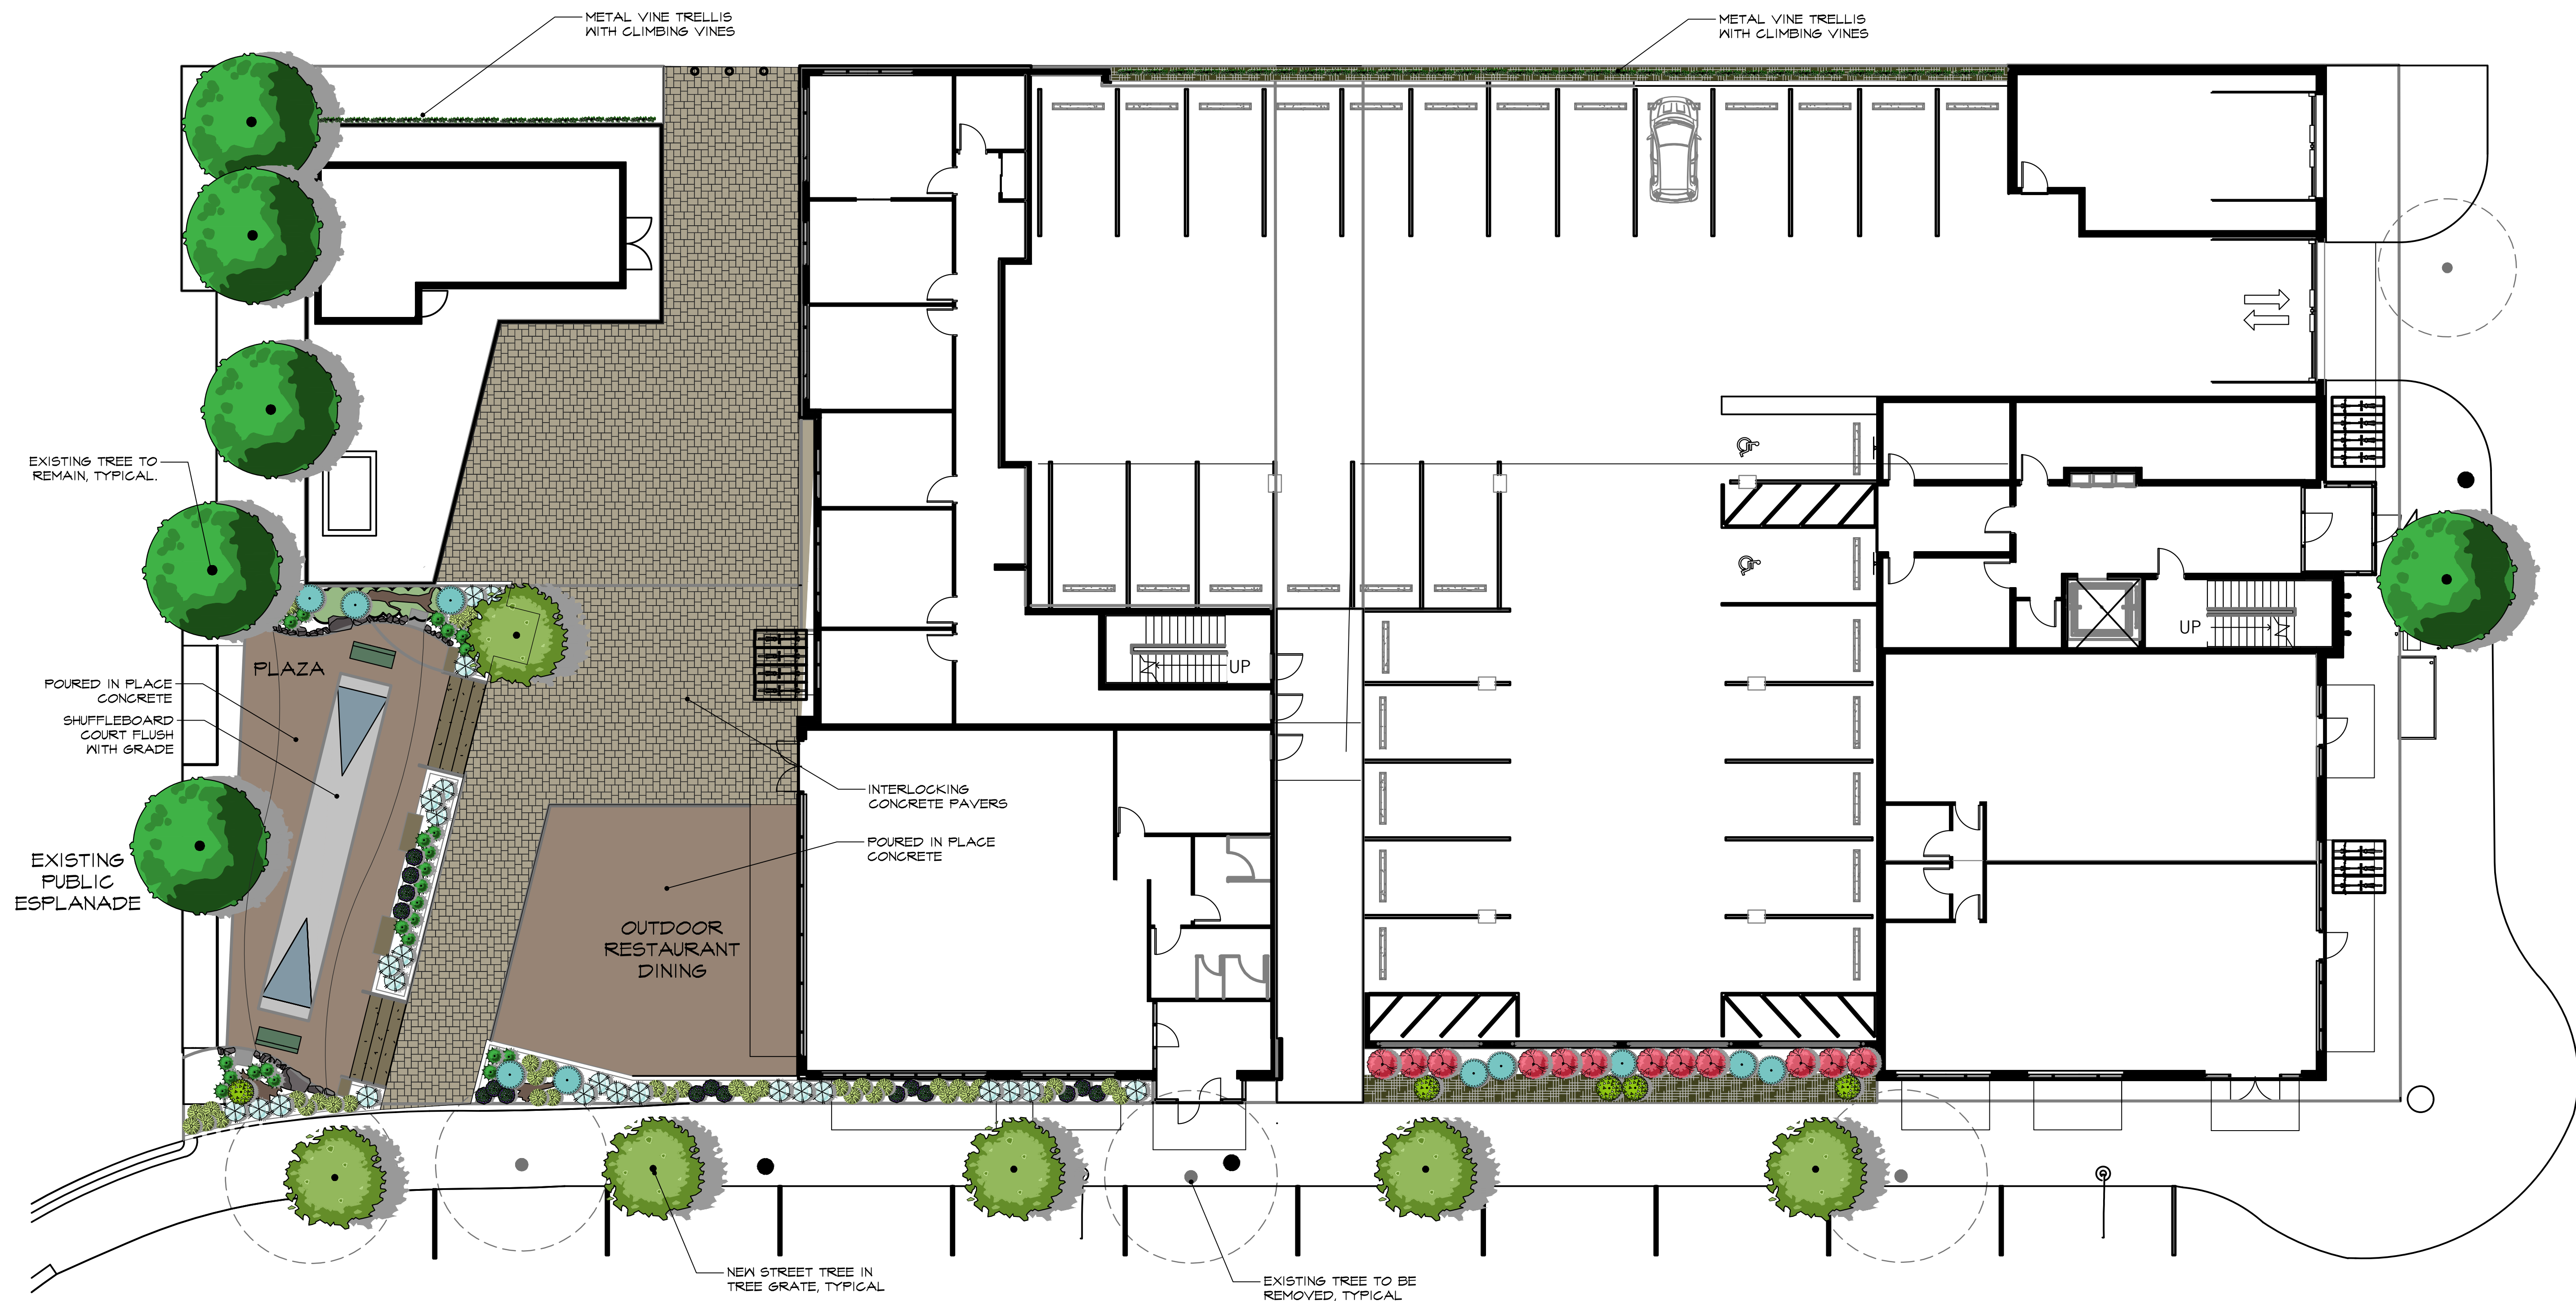 METAL VINE TRELLIS
WITH CLIMBING VINES
METAL VINE TRELLIS
WITH CLIMBING VINES
EXISTING TREE TO
REMAIN, TYPICAL.
PLAZA
POURED IN PLACE
CONCRETE
SHUFFLEBOARD
COURT FLUSH
WITH GRADE
UP
UP
INTERLOCKING
CONCRETE PAVERS
POURED IN PLACE
CONCRETE
EXISTING
PUBLIC
ESPLANADE
OUTDOOR
RESTAURANT
DINING
NEW STREET TREE IN
TREE GRATE, TYPICAL
EXISTING TREE TO BE
REMOVED, TYPICAL